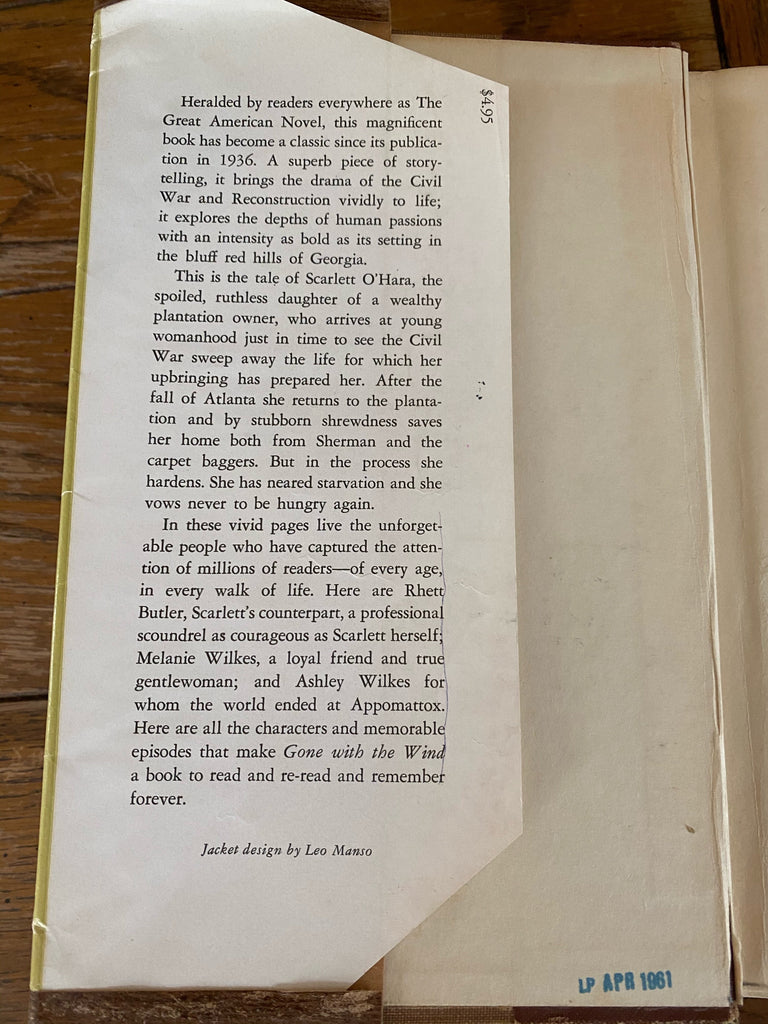 $4.95
Heralded by readers everywhere as The
Great American Novel, this magnificent
book has become a classic since its publica-
tion in 1936. A superb piece of story-
telling, it brings the drama of the Civil
War and Reconstruction vividly to life;
it explores the depths of human passions
with an intensity as bold as its setting in
the bluff red hills of Georgia.
This is the tale of Scarlett O'Hara, the
spoiled, ruthless daughter of a wealthy
plantation owner, who arrives at young
womanhood just in time to see the Civil
War sweep away the life for which her
upbringing has prepared her. After the
fall of Atlanta she returns to the planta-
tion and by stubborn shrewdness saves
her home both from Sherman and the
carpet baggers. But in the process she
hardens. She has neared starvation and she
vows never to be hungry again.
In these vivid pages live the unforget-
able people who have captured the atten-
tion of millions of readers—of every age,
in every walk of life. Here are Rhett
Butler, Scarlett's counterpart, a professional
scoundrel as courageous as Scarlett herself;
Melanie Wilkes, a loyal friend and true
gentlewoman; and Ashley Wilkes for
whom the world ended at Appomattox.
Here are all the characters and memorable
episodes that make Gone with the Wind
a book to read and re-read and remember
forever.
Jacket design by Leo Manso
LP APR 1961